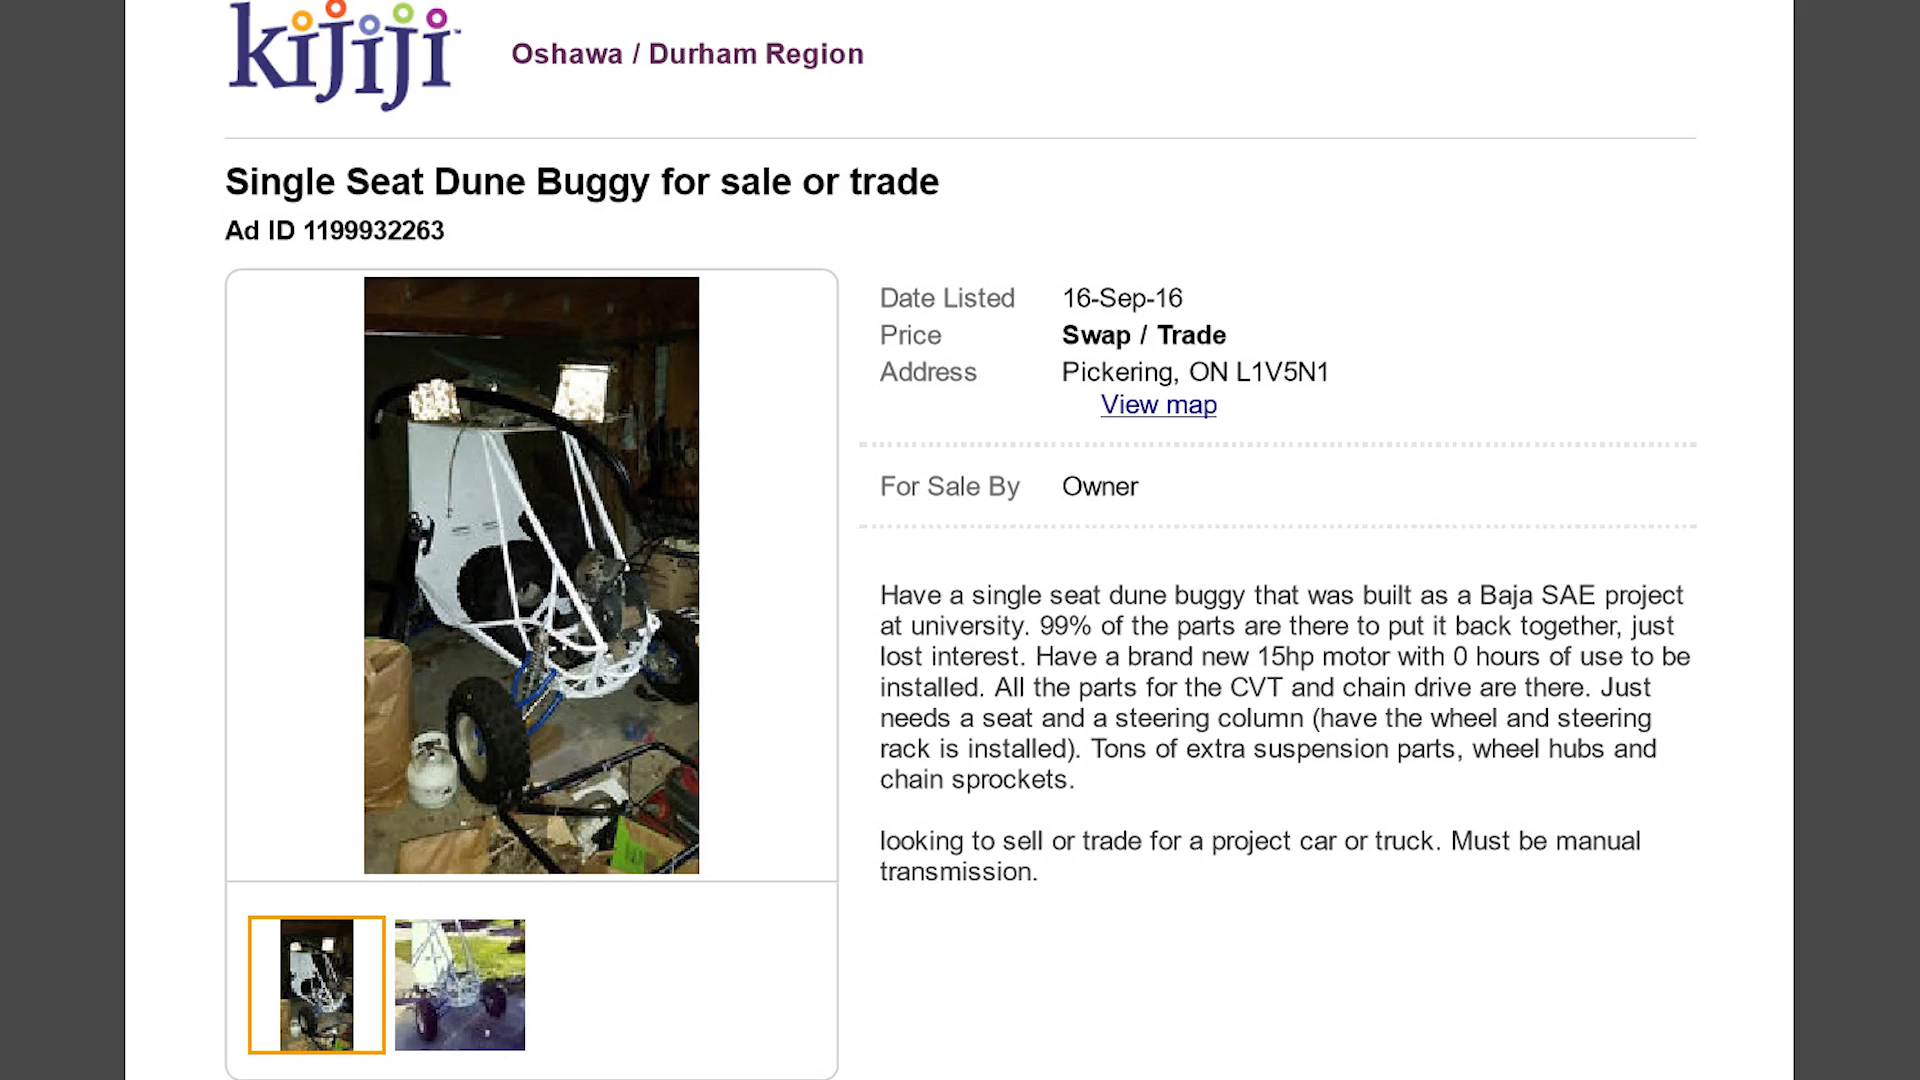 kijiji™
Oshawa / Durham Region
Single Seat Dune Buggy for sale or trade
Ad ID 1199932263
Date Listed 16-Sep-16
Price Swap / Trade
Address Pickering, ON L1V5N1
View map
For Sale By Owner
Have a single seat dune buggy that was built as a Baja SAE project
at university. 99% of the parts are there to put it back together, just
lost interest. Have a brand new 15hp motor with 0 hours of use to be
installed. All the parts for the CVT and chain drive are there. Just
needs a seat and a steering column (have the wheel and steering
rack is installed). Tons of extra suspension parts, wheel hubs and
chain sprockets.
looking to sell or trade for a project car or truck. Must be manual
transmission.